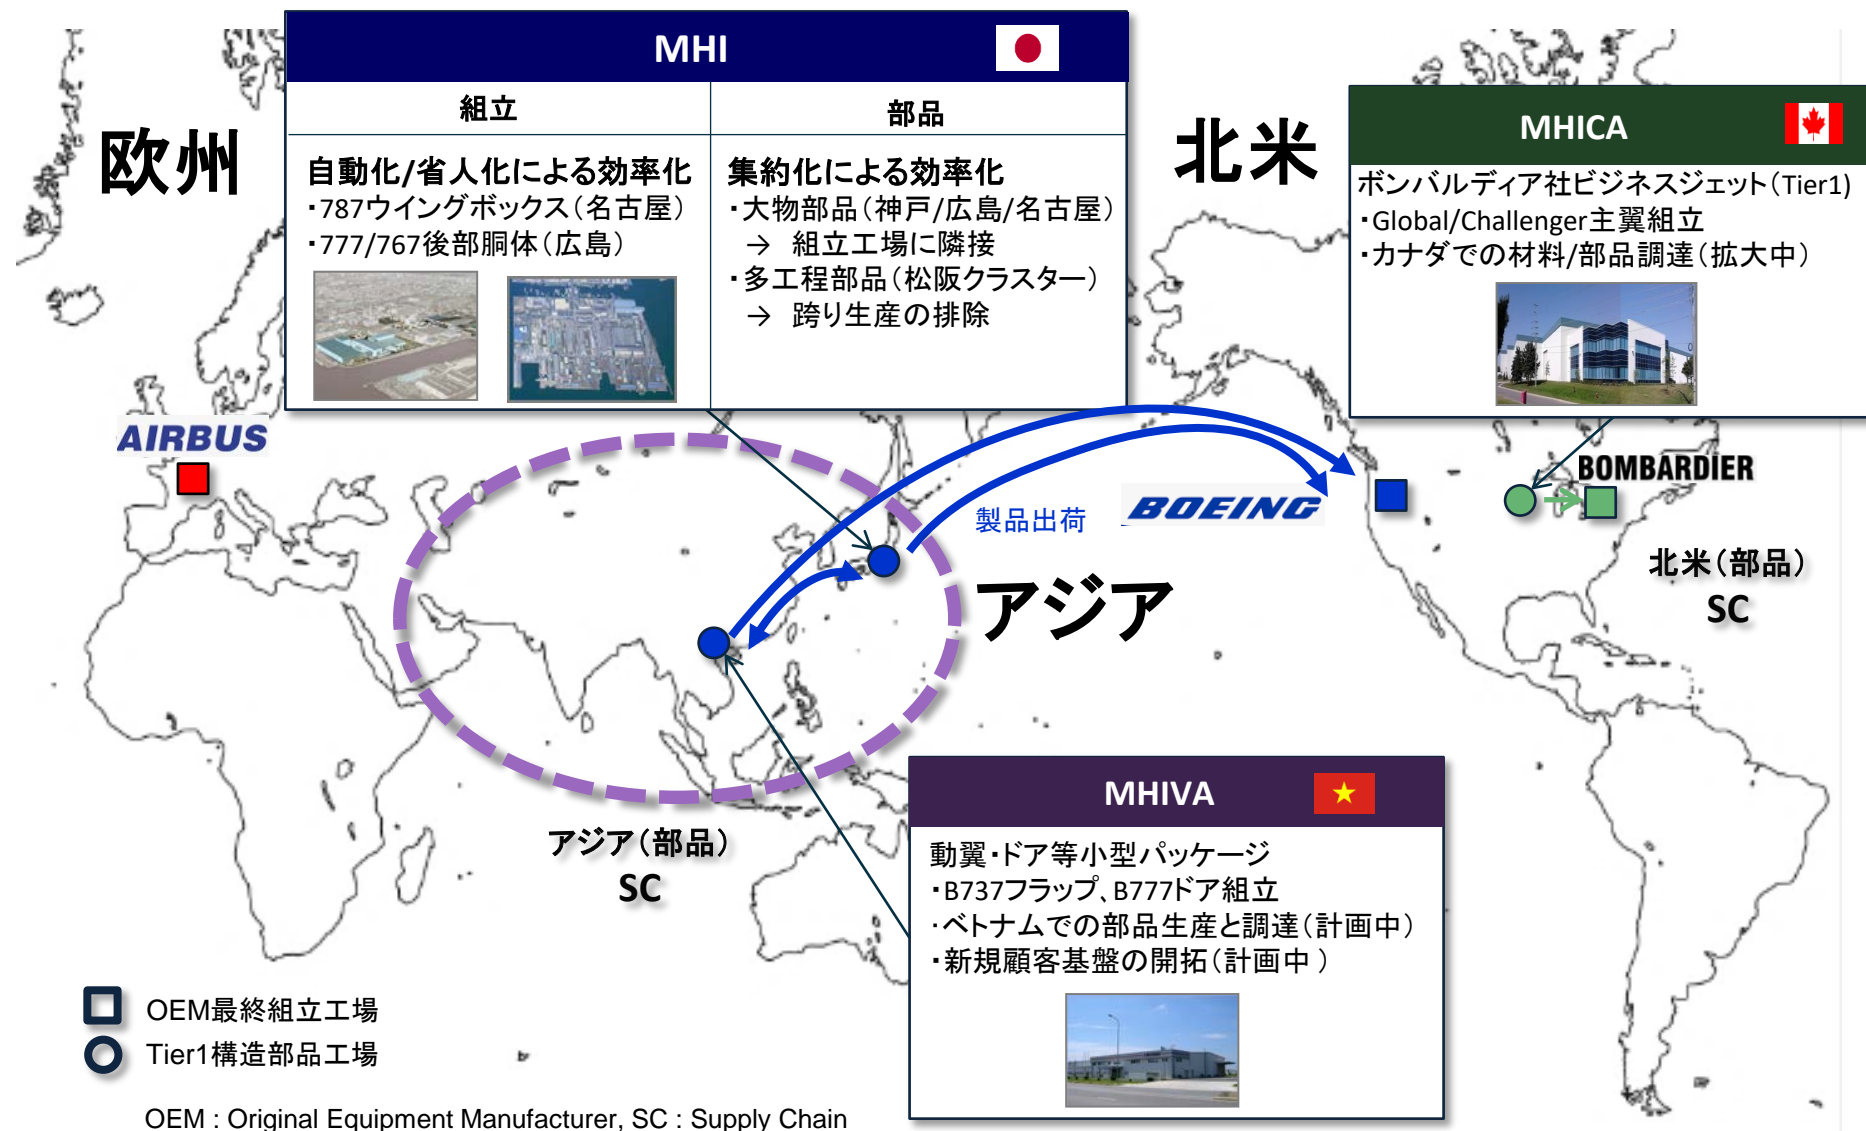 MHI
組立
部品
自動化/省人化による効率化
・787ウイングボックス（名古屋）
・777/767後部胴体（広島）
集約化による効率化
・大物部品（神戸/広島/名古屋）
→ 組立工場に隣接
・多工程部品（松阪クラスター）
→ 跨り生産の排除
欧州
北米
MHICA
ボンバルディア社ビジネスジェット（Tier1)
・Global/Challenger主翼組立
・カナダでの材料/部品調達（拡大中）
AIRBUS
BOMBARDIER
BOEING
製品出荷
北米（部品）
SC
アジア
アジア（部品）
SC
MHIVA
動翼・ドア等小型パッケージ
・B737フラップ、B777ドア組立
・ベトナムでの部品生産と調達（計画中）
・新規顧客基盤の開拓（計画中 ）
OEM最終組立工場
Tier1構造部品工場
OEM : Original Equipment Manufacturer, SC : Supply Chain